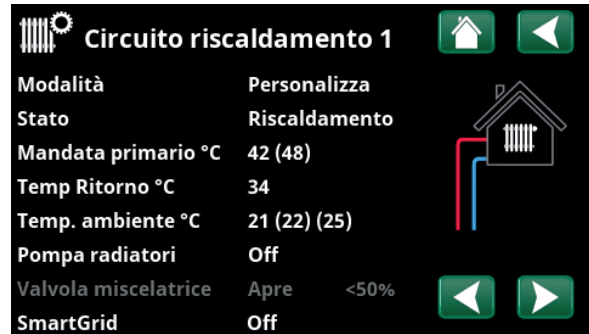 Circuito riscaldamento 1
Modalità Personalizza
Stato Riscaldamento
Mandata primario °C 42 (48)
Temp Ritorno °C 34
Temp. ambiente °C 21 (22) (25)
Pompa radiatori Off
Valvola miscelatrice Apre <50%
SmartGrid Off